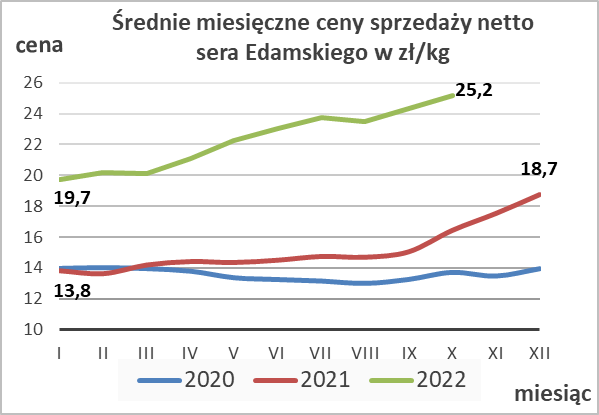 Średnie miesięczne ceny sprzedaży netto
sera Edamskiego w zł/kg
cena
26
24
22
20
18
16
14
12
10
25,2
19,7
18,7
13,8
I II III IV V VI VII VIII IX X XI XII
2020 2021 2022
miesiąc